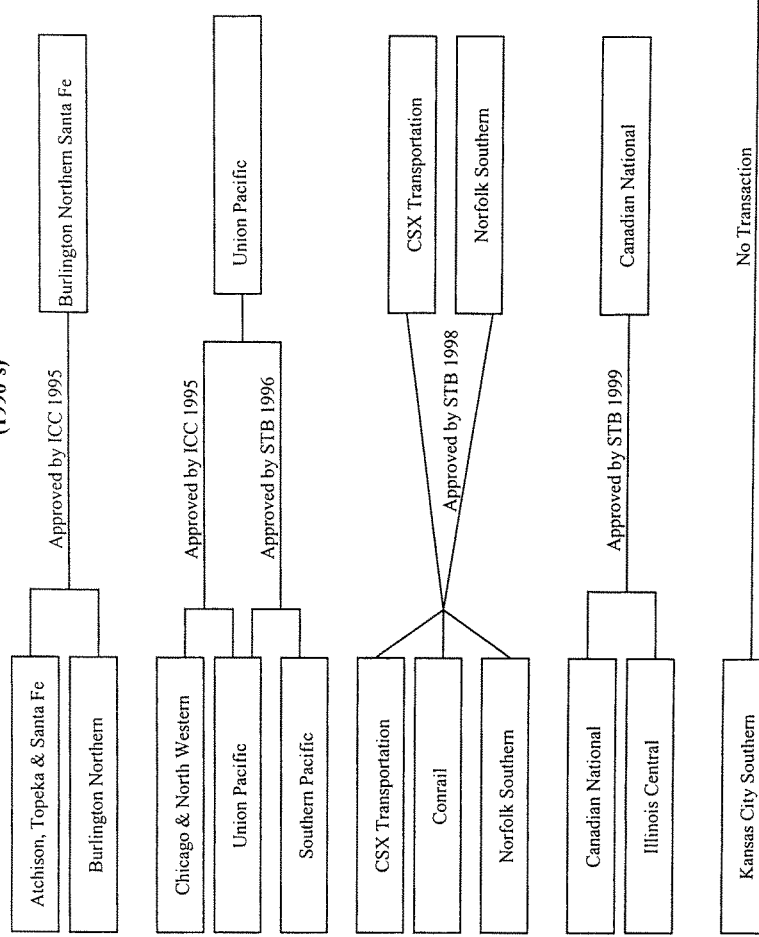 (1990's)
Atchison, Topeka & Santa Fe
Burlington Northern
Approved by ICC 1995
Burlington Northern Santa Fe
Chicago & North Western
Union Pacific
Southern Pacific
Approved by ICC 1995
Approved by STB 1996
Union Pacific
CSX Transportation
Conrail
Norfolk Southern
Approved by STB 1998
CSX Transportation
Norfolk Southern
Canadian National
Illinois Central
Approved by STB 1999
Canadian National
Kansas City Southern
No Transaction